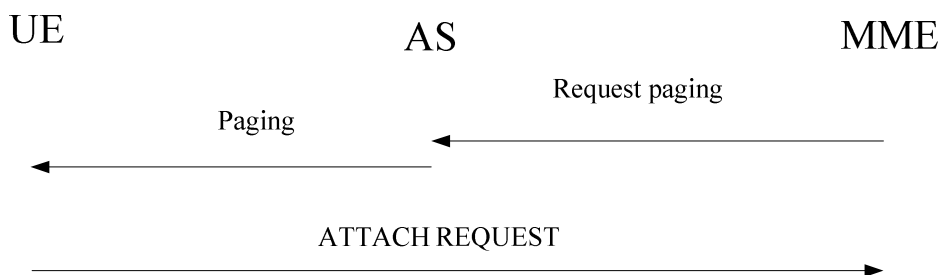 UE
AS
MME
Request paging
Paging
ATTACH REQUEST